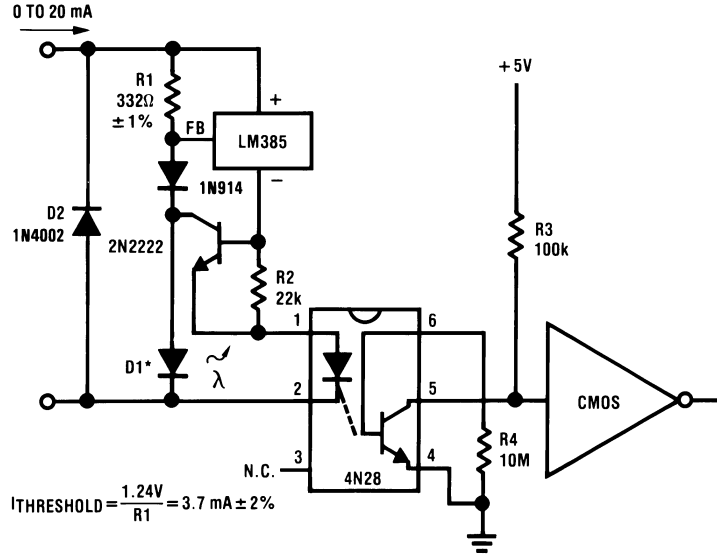 0 TO 20 mA
R1
332Ω
±1%
FB
+
LM385
−
1N914
+5V
D2
1N4002
2N2222
R2
22k
R3
100k
D1*
λ
1
2
3
N.C.
6
5
4
4N28
R4
10M
CMOS
ITHRESHOLD = 1.24V/R1 = 3.7 mA ± 2%